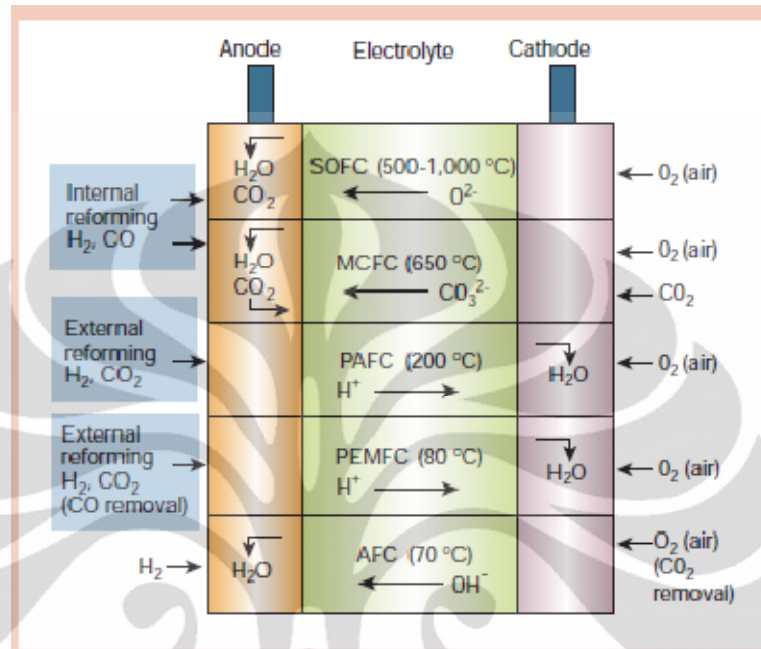 Anode Electrolyte Cathode
Internal
reforming
H₂, CO
H₂O
CO₂
SOFC (500-1,000 °C)
O²⁻
O₂ (air)
H₂O
CO₂
MCFC (650 °C)
CO₃²⁻
O₂ (air)
CO₂
External
reforming
H₂, CO₂
PAFC (200 °C)
H⁺
H₂O
O₂ (air)
External
reforming
H₂, CO₂
(CO removal)
PEMFC (80 °C)
H⁺
H₂O
O₂ (air)
H₂
H₂O
AFC (70 °C)
OH⁻
O₂ (air)
(CO₂
removal)